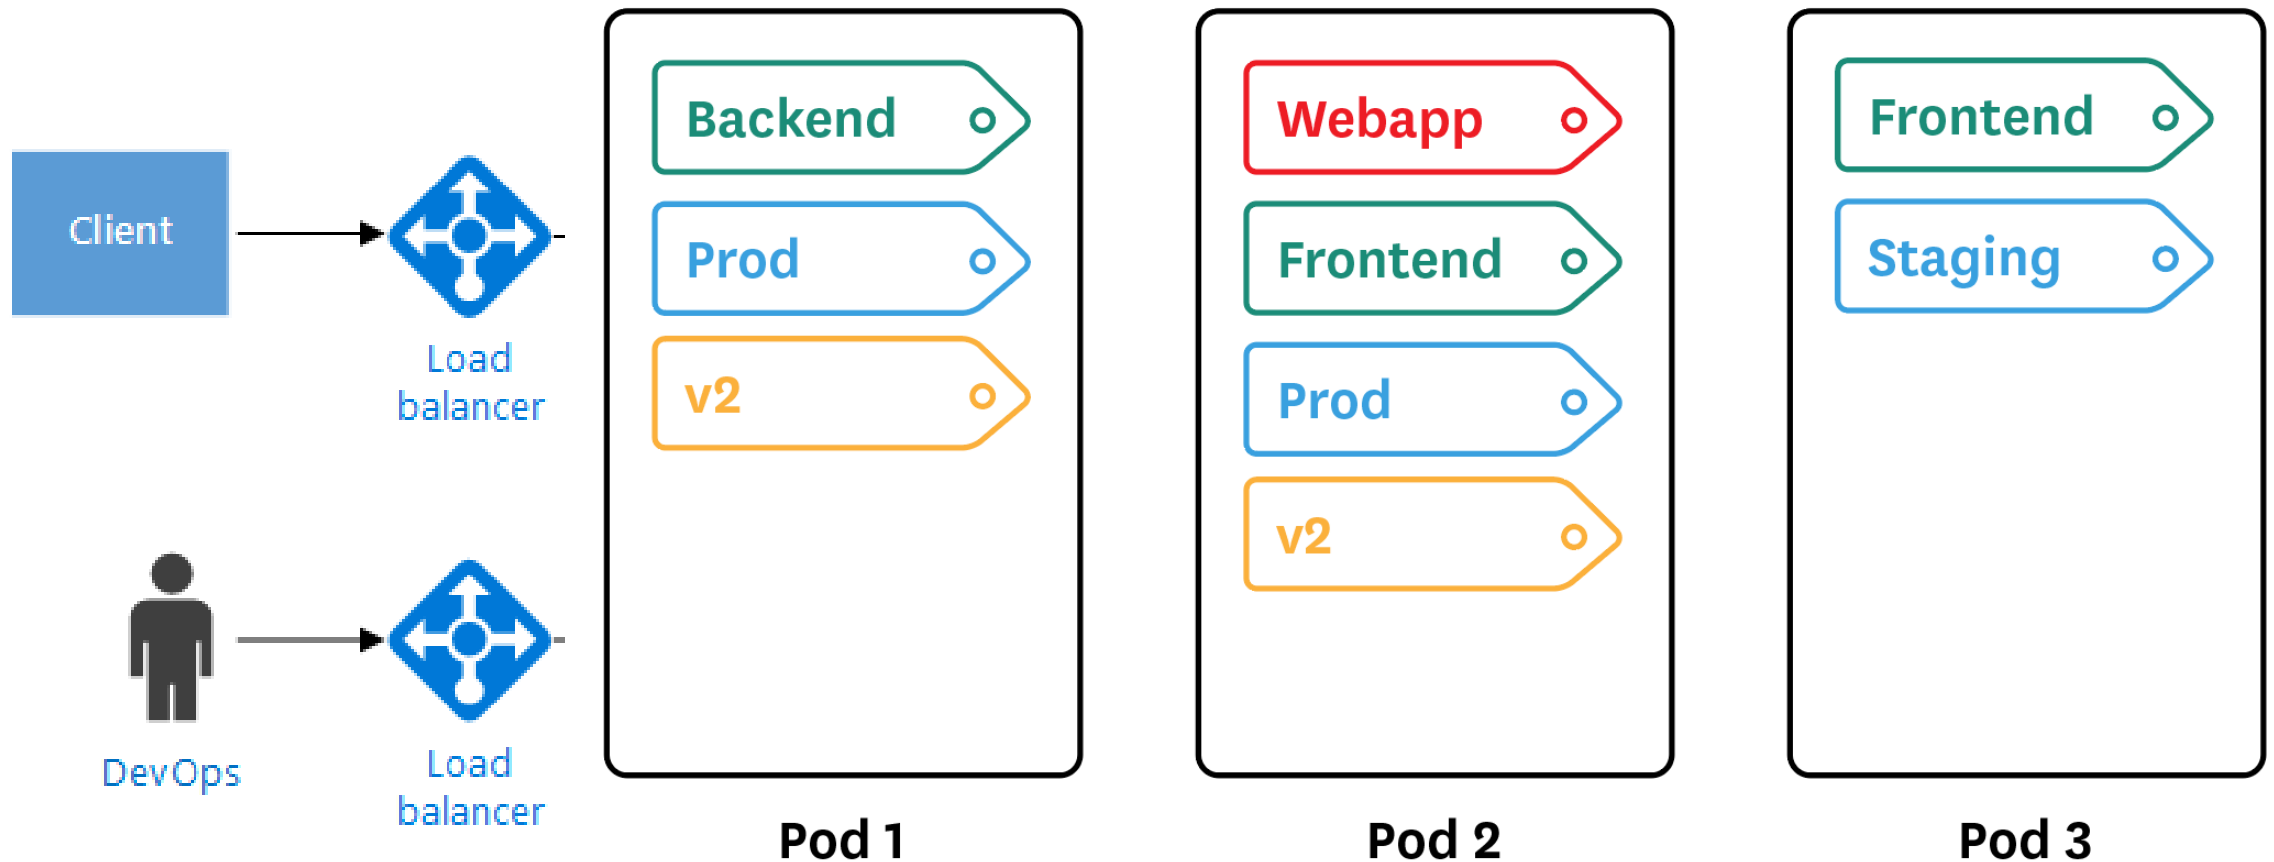 Client
Load
balancer
DevOps
Load
balancer
Backend
Prod
v2
Pod 1
Webapp
Frontend
Prod
v2
Pod 2
Frontend
Staging
Pod 3